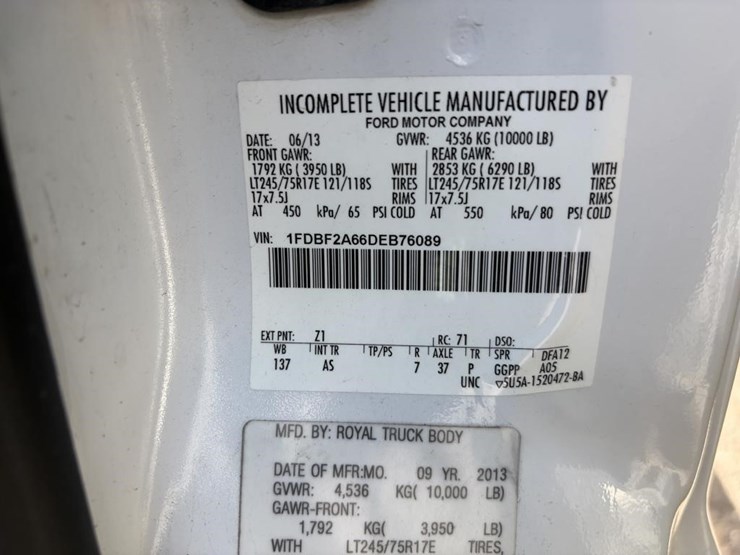 INCOMPLETE VEHICLE MANUFACTURED BY
FORD MOTOR COMPANY
DATE: 06/13 GVWR: 4536 KG (10000 LB)
FRONT GAWR: REAR GAWR:
1792 KG ( 3950 LB) WITH 2853 KG ( 6290 LB) WITH
LT245/75R17E 121/118S TIRES LT245/75R17E 121/118S TIRES
17x7.5J RIMS 17x7.5J RIMS
AT 450 kPa/ 65 PSI COLD AT 550 kPa/ 80 PSI COLD
VIN: 1FDBF2A66DEB76089
EXT PNT: Z1 RC: 71 DSO:
WB INT TR TP/PS R AXLE TR SPR DFA12
137 AS 7 37 P GGPP A05
UNC ▽5U5A-1520472-BA
MFD. BY: ROYAL TRUCK BODY
DATE OF MFR:MO. 09 YR. 2013
GVWR: 4,536 KG( 10,000 LB)
GAWR-FRONT:
1,792 KG( 3,950 LB)
WITH LT245/75R17E TIRES,